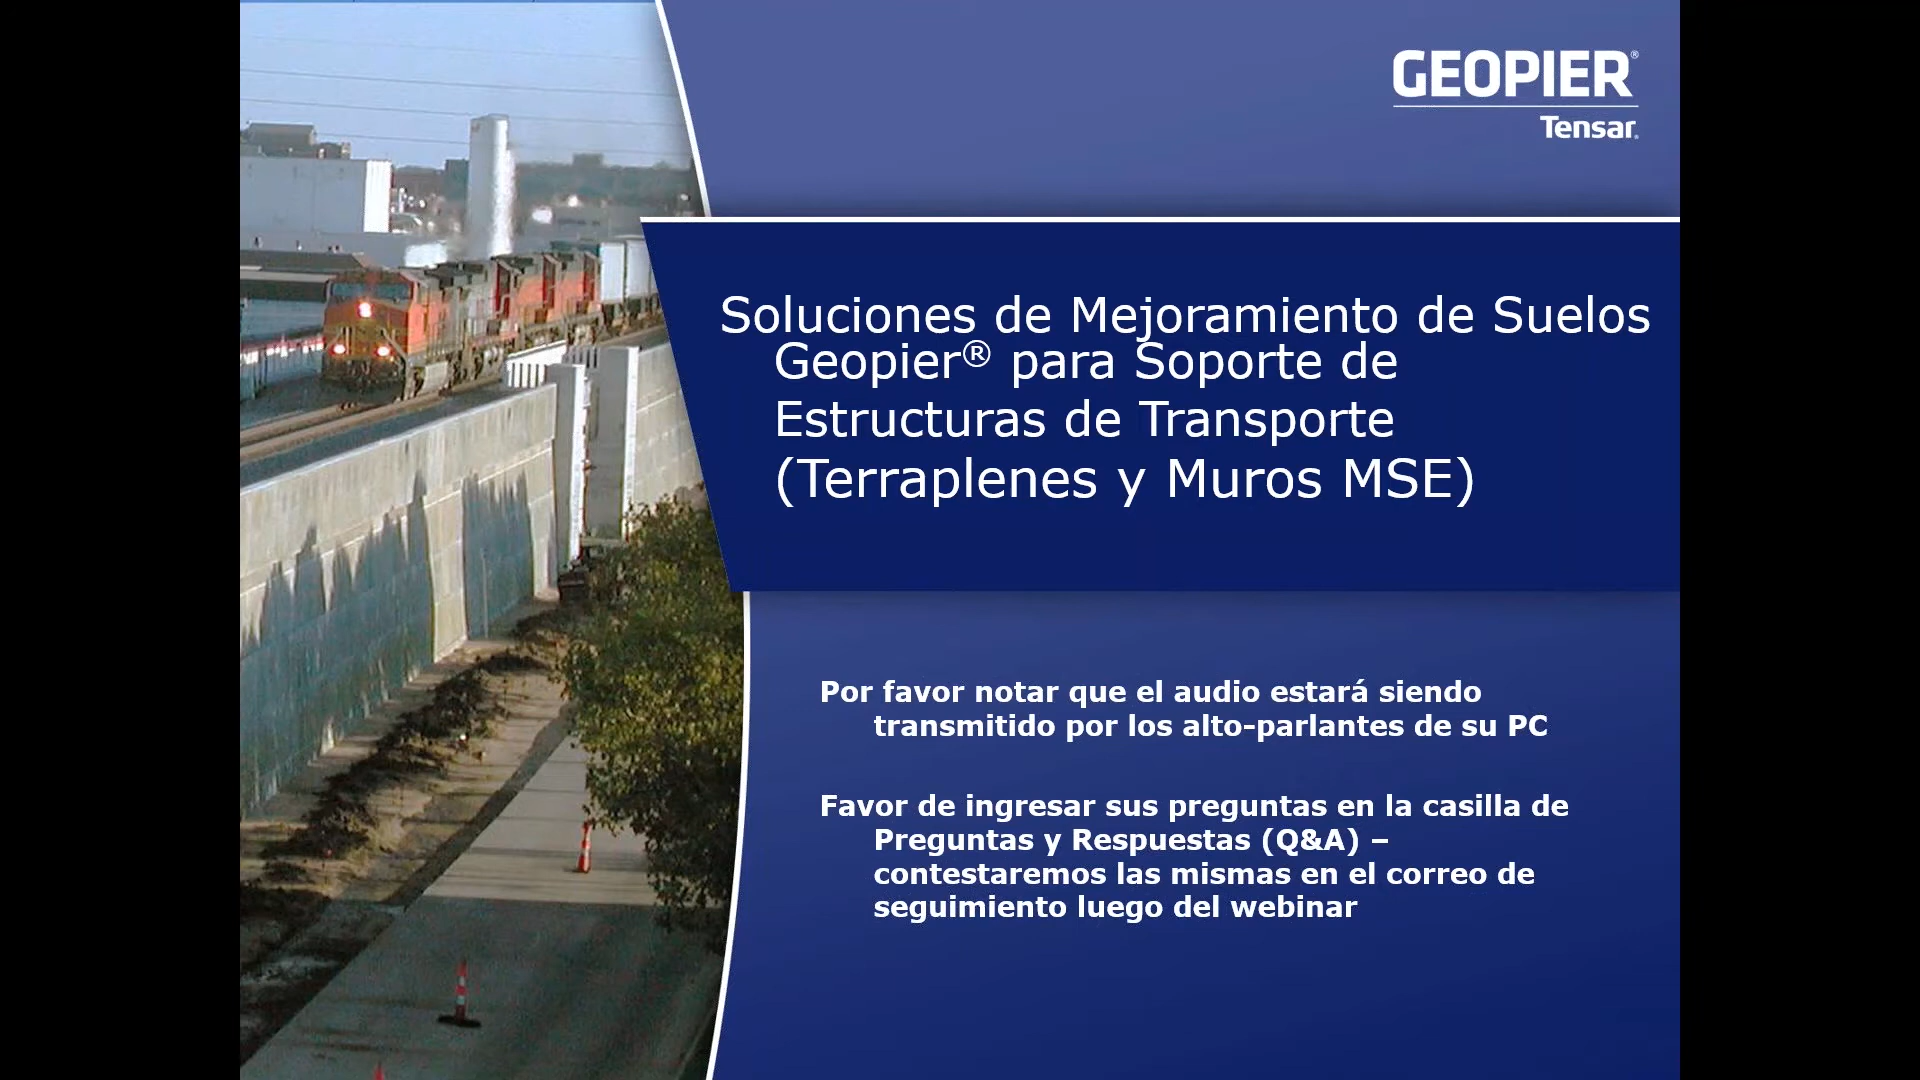 GEOPIER®
Tensar®
Soluciones de Mejoramiento de Suelos
Geopier® para Soporte de
Estructuras de Transporte
(Terraplenes y Muros MSE)
Por favor notar que el audio estará siendo
transmitido por los alto-parlantes de su PC
Favor de ingresar sus preguntas en la casilla de
Preguntas y Respuestas (Q&A) –
contestaremos las mismas en el correo de
seguimiento luego del webinar